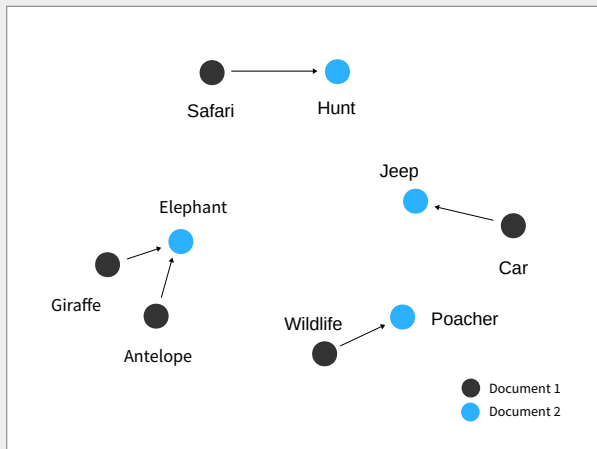 Safari
Hunt
Jeep
Elephant
Car
Giraffe
Wildlife
Poacher
Antelope
Document 1
Document 2